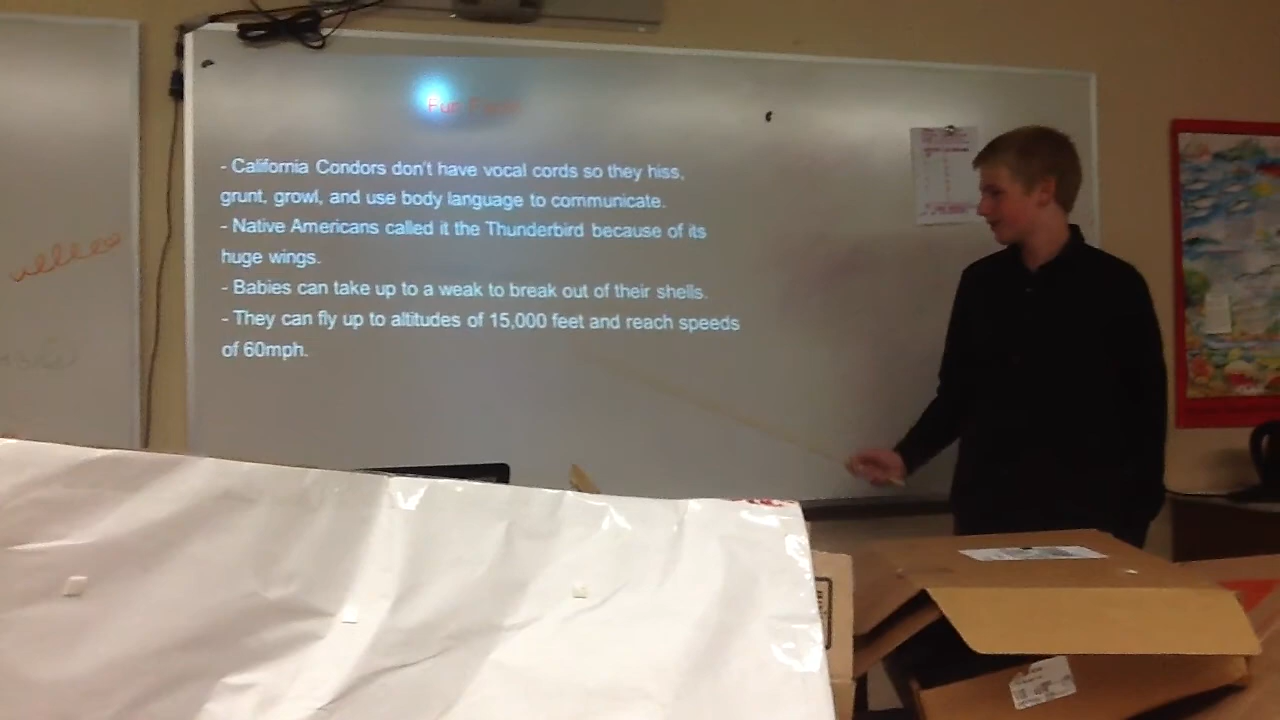 Fun Facts
- California Condors don't have vocal cords so they hiss,
grunt, growl, and use body language to communicate.
- Native Americans called it the Thunderbird because of its
huge wings.
- Babies can take up to a weak to break out of their shells.
- They can fly up to altitudes of 15,000 feet and reach speeds
of 60mph.